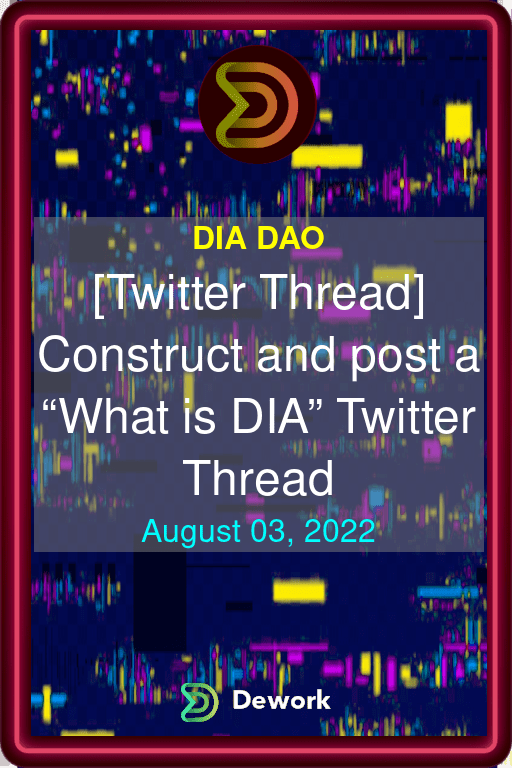 DIA DAO
[Twitter Thread]
Construct and post a
“What is DIA” Twitter
Thread
August 03, 2022
Dework